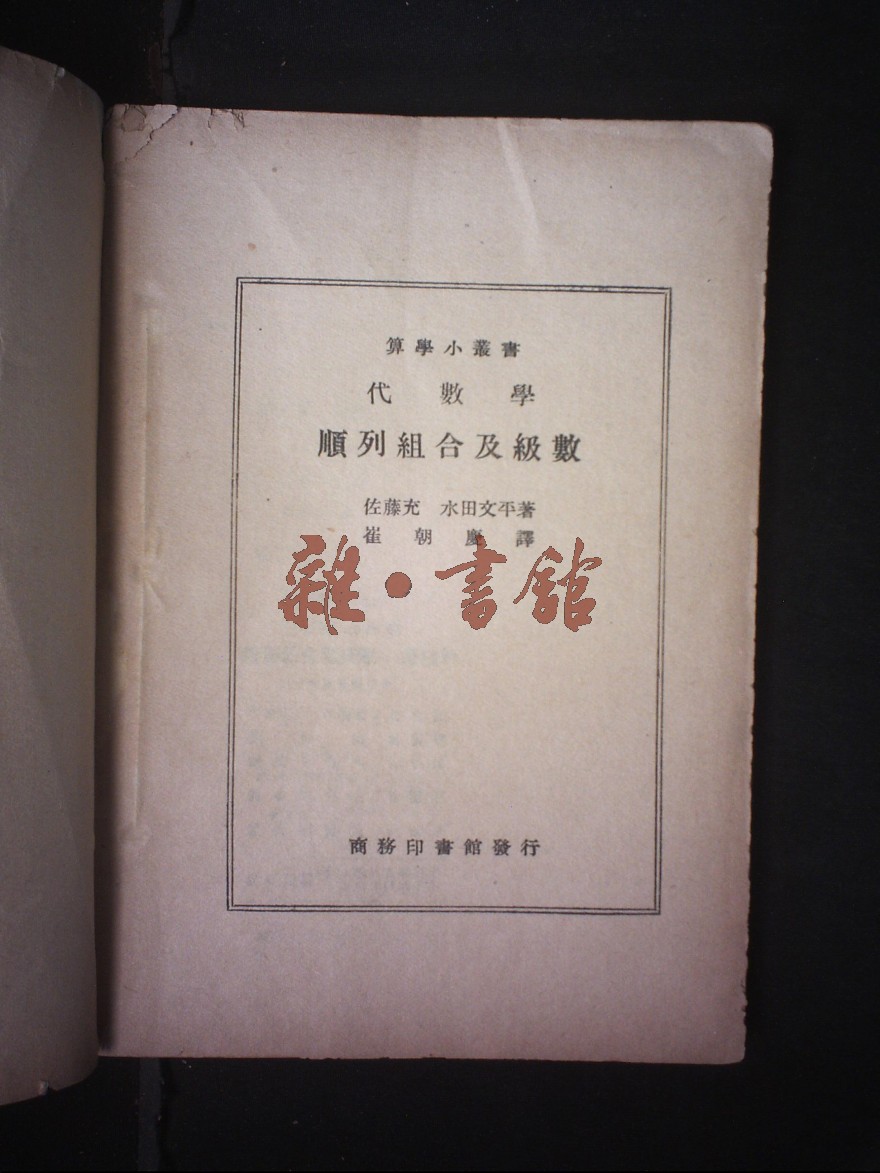 算學小叢書
代數學
順列組合及級數
佐藤充 水田文平著
崔朝慶譯
雜·書館
商務印書館發行